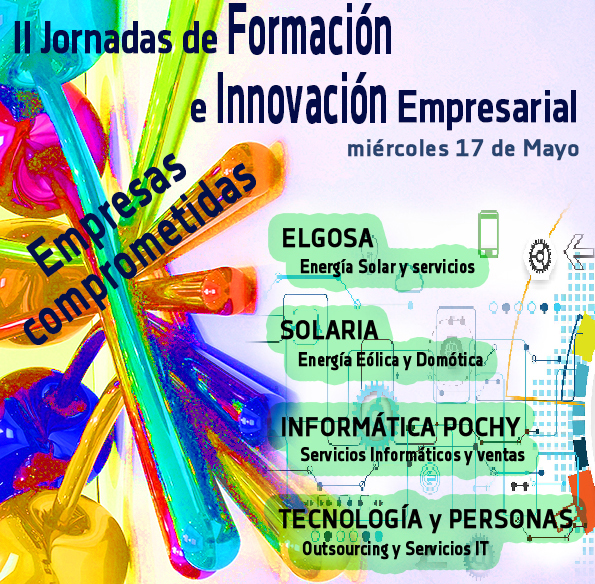 II Jornadas de Formación
e Innovación Empresarial
miércoles 17 de Mayo
Empresas
comprometidas
ELGOSA
Energía Solar y servicios
SOLARIA
Energía Eólica y Domótica
INFORMÁTICA POCHY
Servicios Informáticos y ventas
TECNOLOGÍA y PERSONAS
Outsourcing y Servicios IT